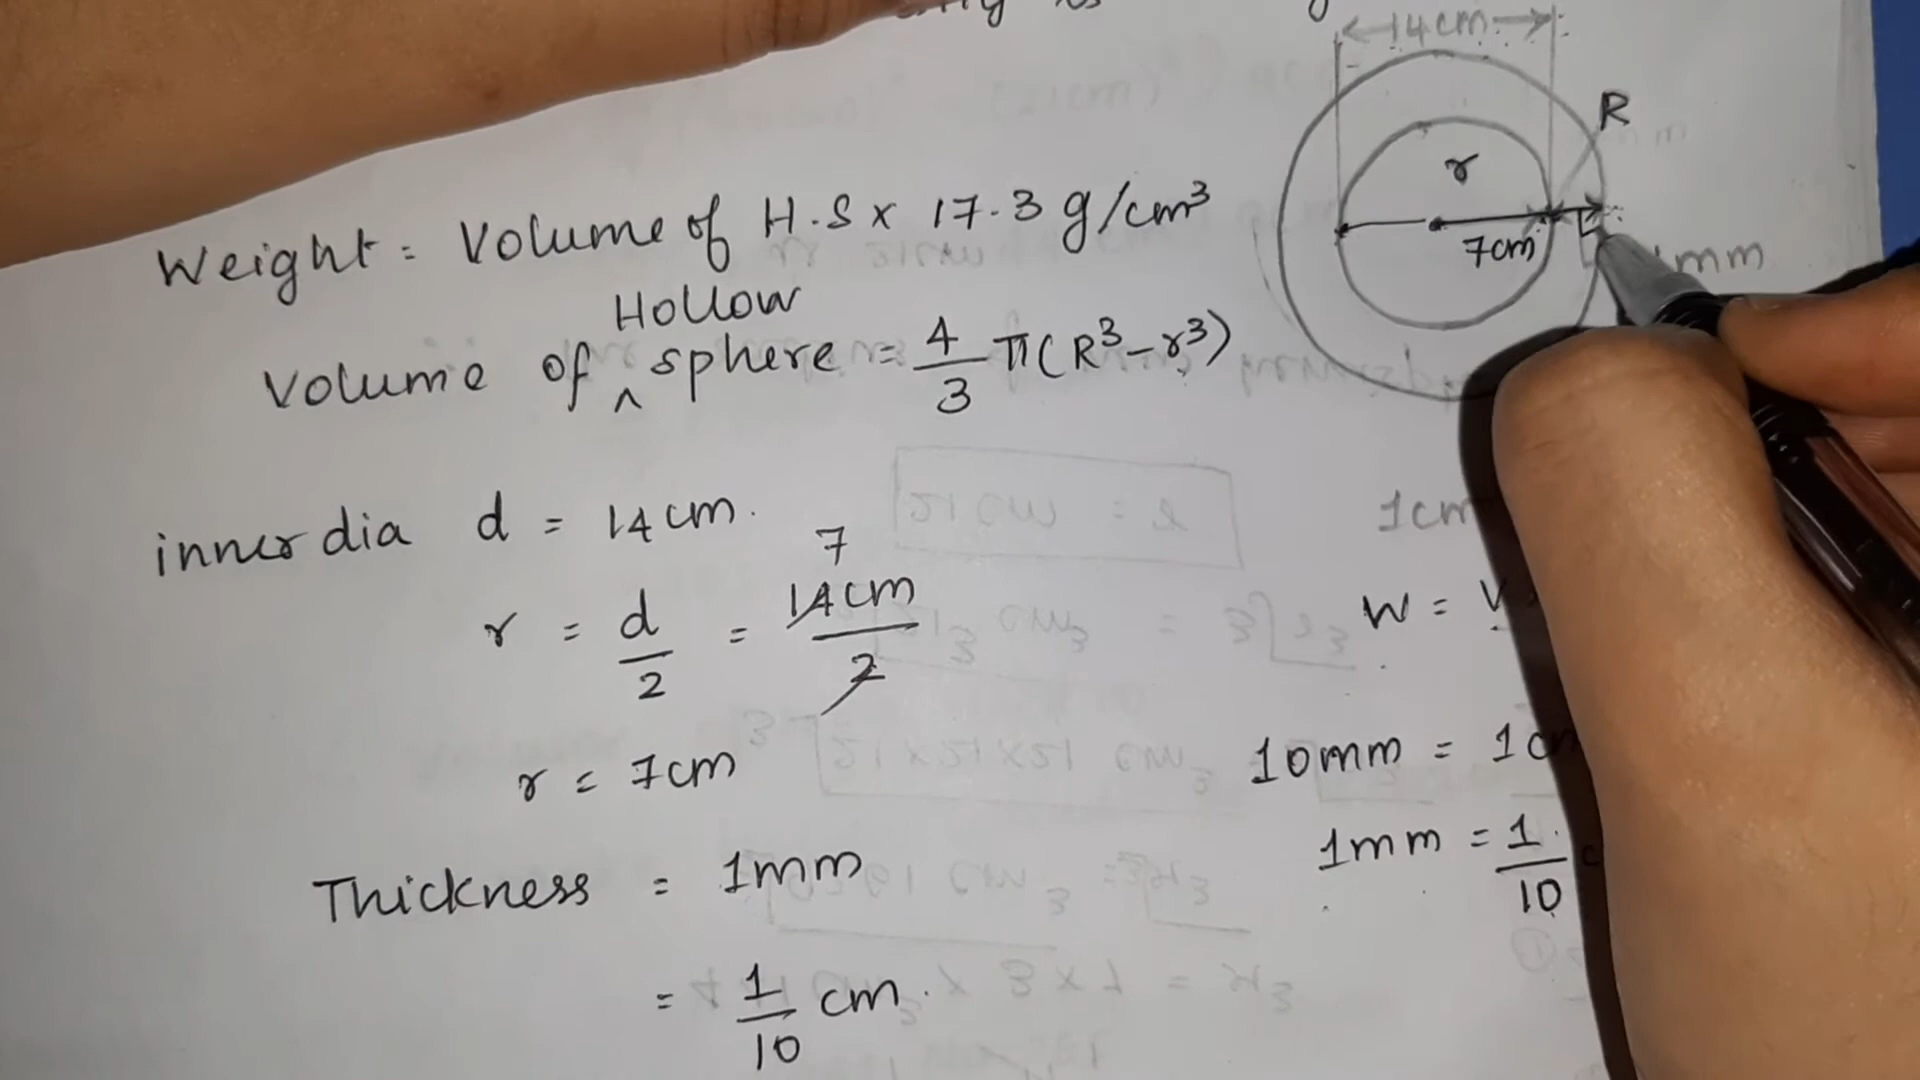 14cm.
R
r
7cm
mm
Weight = Volume of H.S x 17.3 g/cm³
Hollow
Volume of ^ sphere = 4/3 π(R³-r³)
inner dia d = 14cm.
7
r = d/2 = 14cm/2
r = 7cm
Thickness = 1mm
= 1/10 cm.
1cm
W = V
10mm = 1c
1mm = 1/10